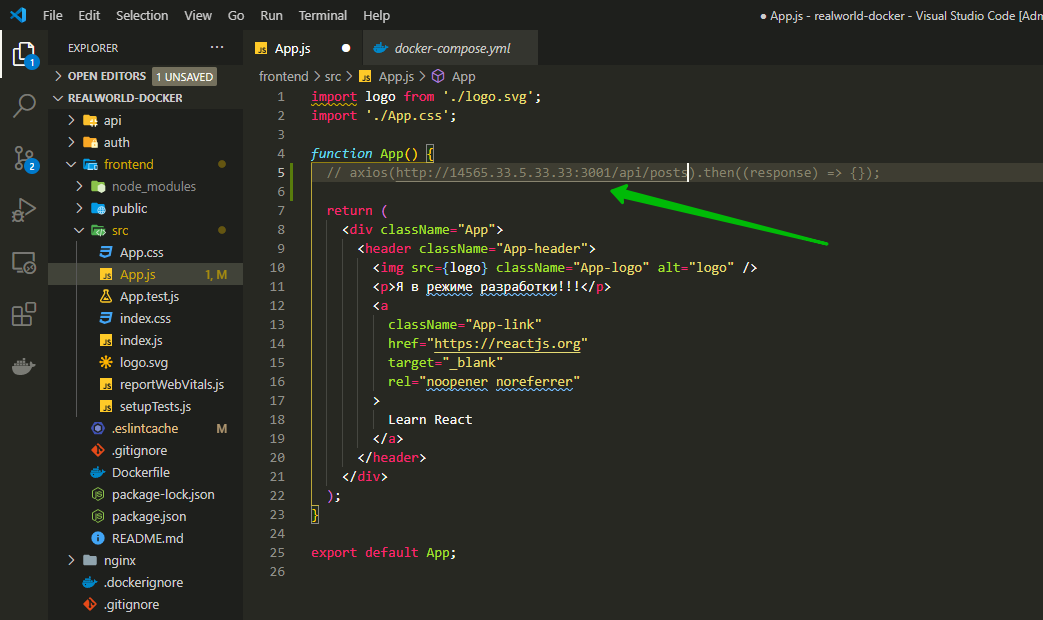 File Edit Selection View Go Run Terminal Help
● App.js - realworld-docker - Visual Studio Code [Adm
EXPLORER ...
OPEN EDITORS 1 UNSAVED
REALWORLD-DOCKER
api
auth
frontend
node_modules
public
src
App.css
App.js 1, M
App.test.js
index.css
index.js
logo.svg
reportWebVitals.js
setupTests.js
.eslintcache M
.gitignore
Dockerfile
package-lock.json
package.json
README.md
nginx
.dockerignore
.gitignore
1
2
App.js ● docker-compose.yml
frontend > src > App.js > App
1 import logo from './logo.svg';
2 import './App.css';
3
4 function App() {
5 // axios(http://14565.33.5.33.33:3001/api/posts).then((response) => {});
6
7 return (
8 <div className="App">
9 <header className="App-header">
10 <img src={logo} className="App-logo" alt="logo" />
11 <p>Я в режиме разработки!!!</p>
12 <a
13 className="App-link"
14 href="https://reactjs.org"
15 target="_blank"
16 rel="noopener noreferrer"
17 >
18 Learn React
19 </a>
20 </header>
21 </div>
22 );
23 }
24
25 export default App;
26